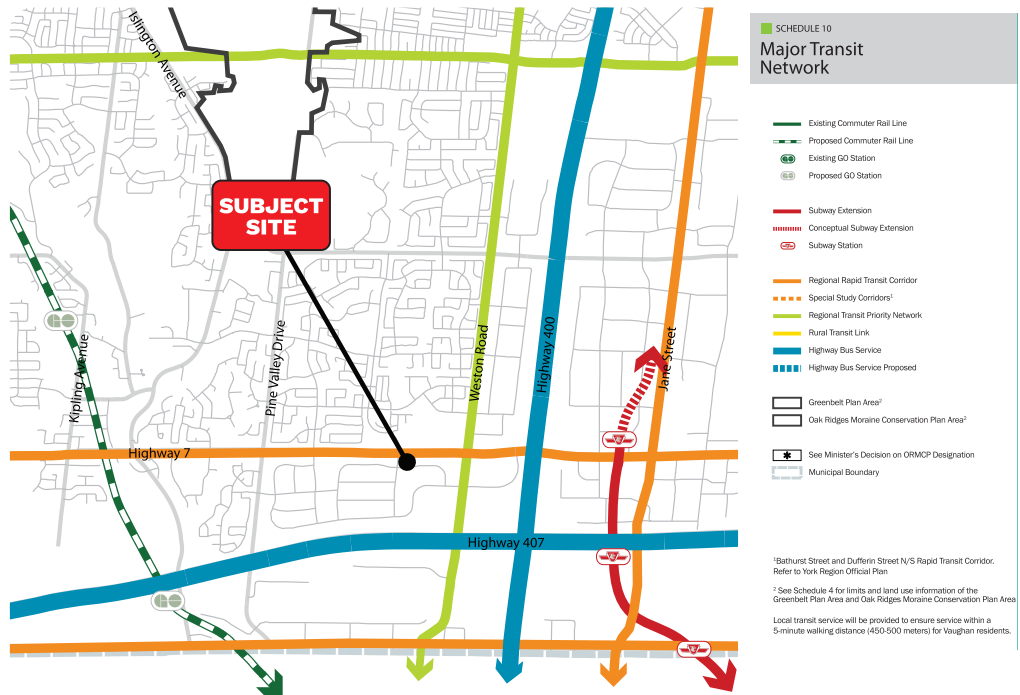 Islington Avenue
SUBJECT
SITE
Kipling Avenue
Pine Valley Drive
Weston Road
Highway 400
Jane Street
Highway 7
Highway 407
GO
GO
SCHEDULE 10
Major Transit
Network
Existing Commuter Rail Line
Proposed Commuter Rail Line
Existing GO Station
Proposed GO Station
Subway Extension
Conceptual Subway Extension
Subway Station
Regional Rapid Transit Corridor
Special Study Corridors¹
Regional Transit Priority Network
Rural Transit Link
Highway Bus Service
Highway Bus Service Proposed
Greenbelt Plan Area²
Oak Ridges Moraine Conservation Plan Area²
See Minister's Decision on ORMCP Designation
Municipal Boundary
¹Bathurst Street and Dufferin Street N/S Rapid Transit Corridor.
Refer to York Region Official Plan
² See Schedule 4 for limits and land use information of the
Greenbelt Plan Area and Oak Ridges Moraine Conservation Plan Area
Local transit service will be provided to ensure service within a
5-minute walking distance (450-500 meters) for Vaughan residents.